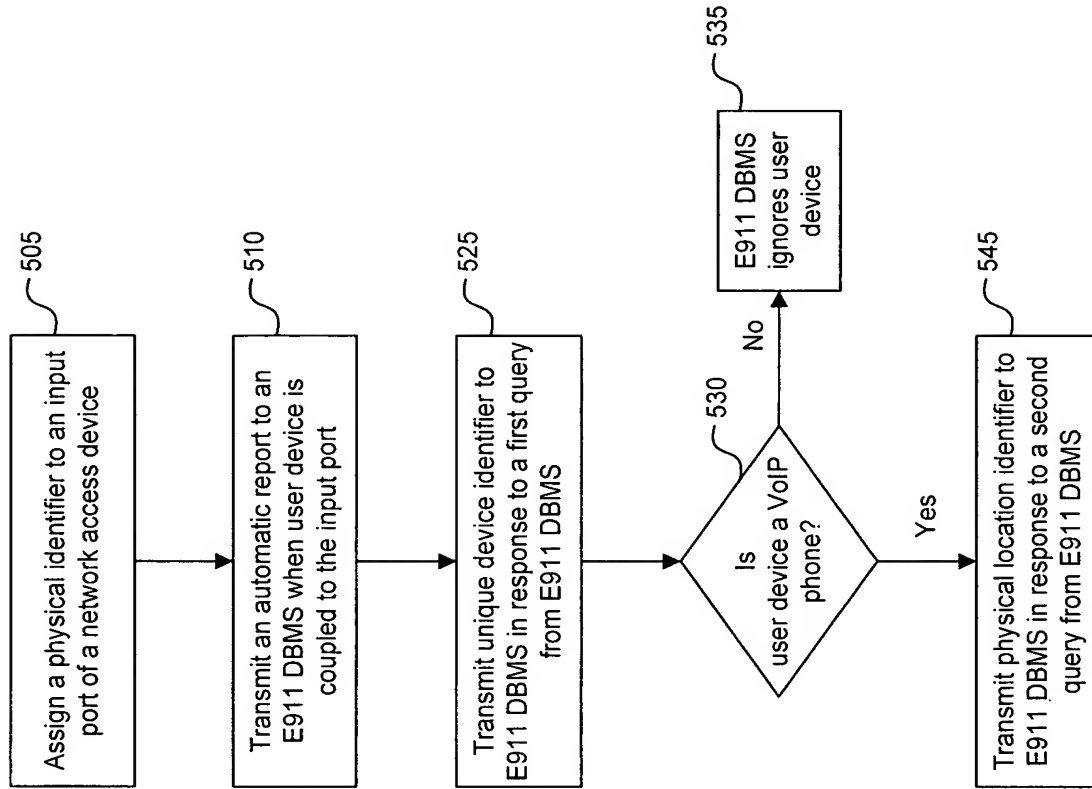 505
Assign a physical identifier to an input
port of a network access device
510
Transmit an automatic report to an
E911 DBMS when user device is
coupled to the input port
525
Transmit unique device identifier to
E911 DBMS in response to a first query
from E911 DBMS
530
Is
user device a VoIP
phone?
No
535
E911 DBMS
ignores user
device
Yes
545
Transmit physical location identifier to
E911 DBMS in response to a second
query from E911 DBMS